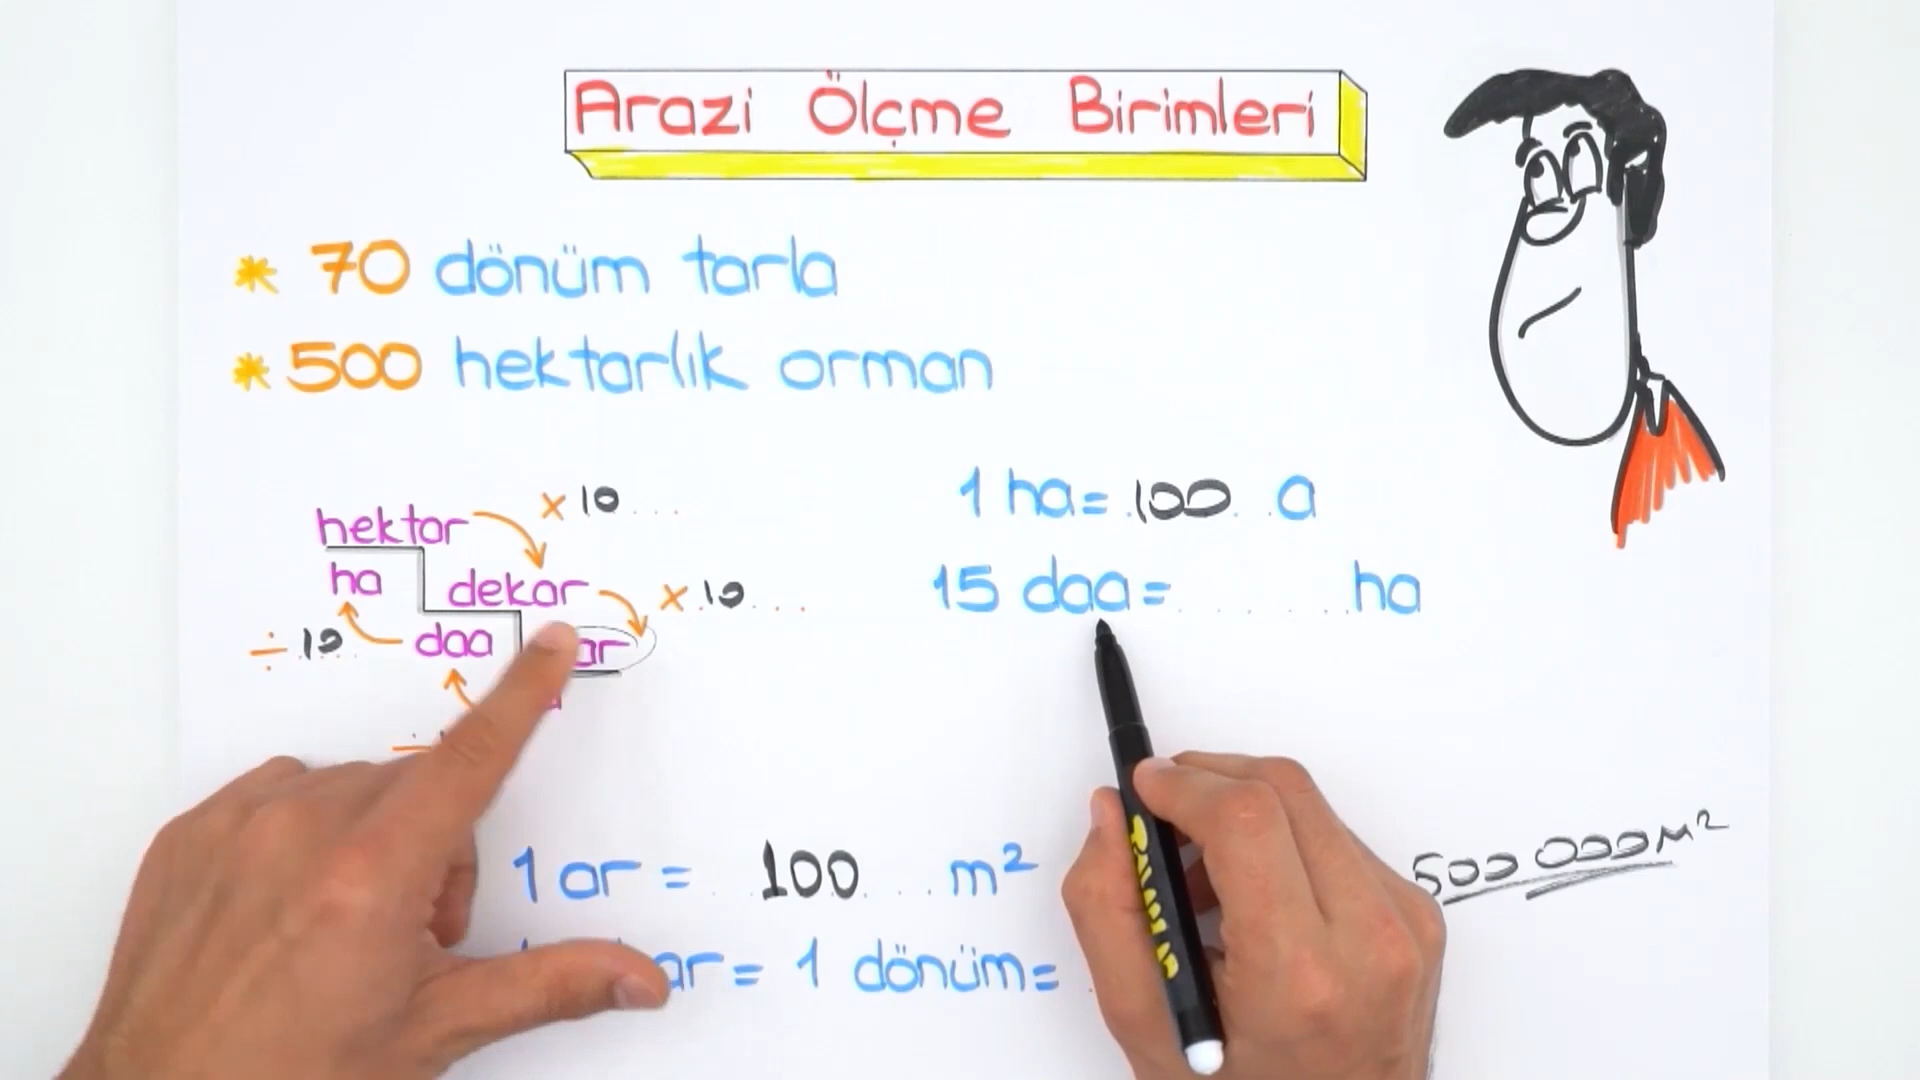 Arazi Ölçme Birimleri
* 70 dönüm tarla
* 500 hektarlık orman
hektar × 10
ha dekar × 10
÷ 10 daa ar
1 ha = 100 a
15 daa = ha
1 ar = 100 m²
500 000 m²
ar = 1 dönüm =